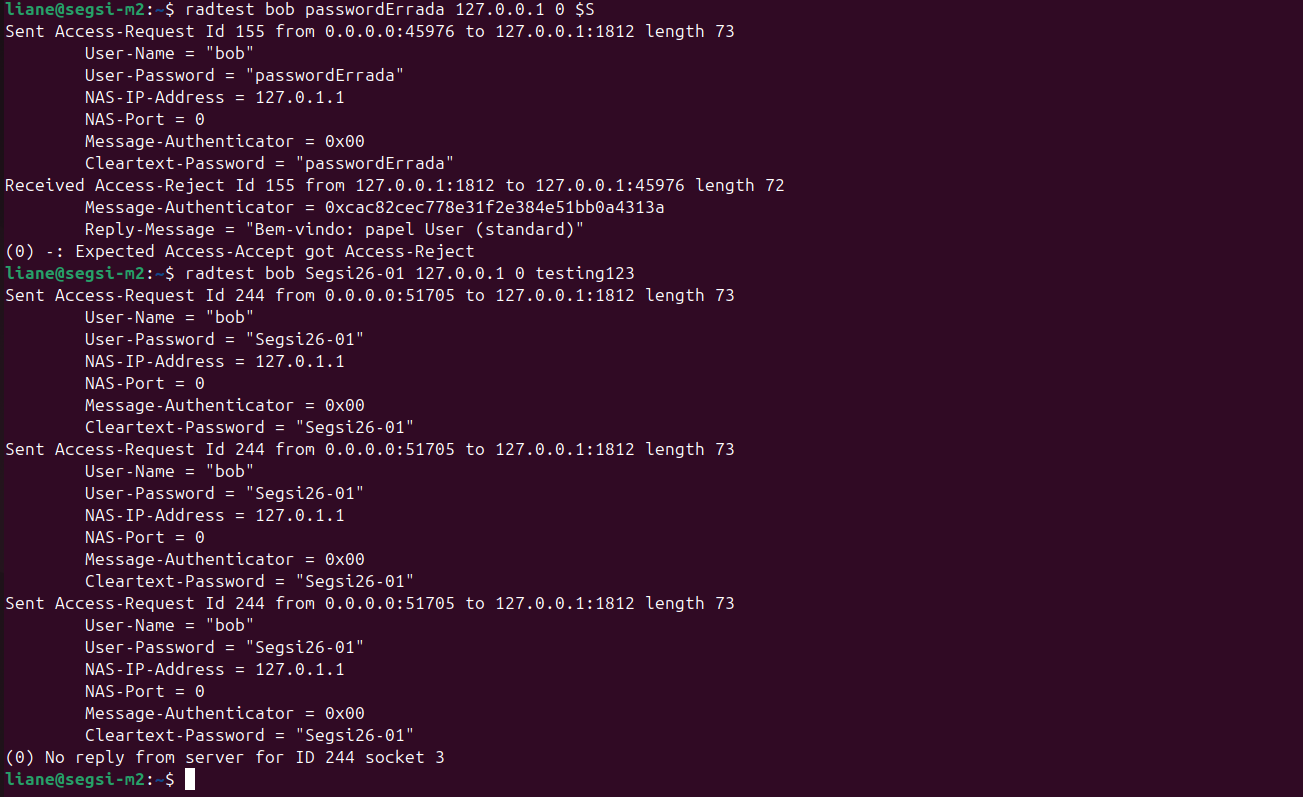 liane@segsi-m2:~$ radtest bob passwordErrada 127.0.0.1 0 $S
Sent Access-Request Id 155 from 0.0.0.0:45976 to 127.0.0.1:1812 length 73
        User-Name = "bob"
        User-Password = "passwordErrada"
        NAS-IP-Address = 127.0.1.1
        NAS-Port = 0
        Message-Authenticator = 0x00
        Cleartext-Password = "passwordErrada"
Received Access-Reject Id 155 from 127.0.0.1:1812 to 127.0.0.1:45976 length 72
        Message-Authenticator = 0xcac82cec778e31f2e384e51bb0a4313a
        Reply-Message = "Bem-vindo: papel User (standard)"
(0) -: Expected Access-Accept got Access-Reject
liane@segsi-m2:~$ radtest bob Segsi26-01 127.0.0.1 0 testing123
Sent Access-Request Id 244 from 0.0.0.0:51705 to 127.0.0.1:1812 length 73
        User-Name = "bob"
        User-Password = "Segsi26-01"
        NAS-IP-Address = 127.0.1.1
        NAS-Port = 0
        Message-Authenticator = 0x00
        Cleartext-Password = "Segsi26-01"
Sent Access-Request Id 244 from 0.0.0.0:51705 to 127.0.0.1:1812 length 73
        User-Name = "bob"
        User-Password = "Segsi26-01"
        NAS-IP-Address = 127.0.1.1
        NAS-Port = 0
        Message-Authenticator = 0x00
        Cleartext-Password = "Segsi26-01"
Sent Access-Request Id 244 from 0.0.0.0:51705 to 127.0.0.1:1812 length 73
        User-Name = "bob"
        User-Password = "Segsi26-01"
        NAS-IP-Address = 127.0.1.1
        NAS-Port = 0
        Message-Authenticator = 0x00
        Cleartext-Password = "Segsi26-01"
(0) No reply from server for ID 244 socket 3
liane@segsi-m2:~$